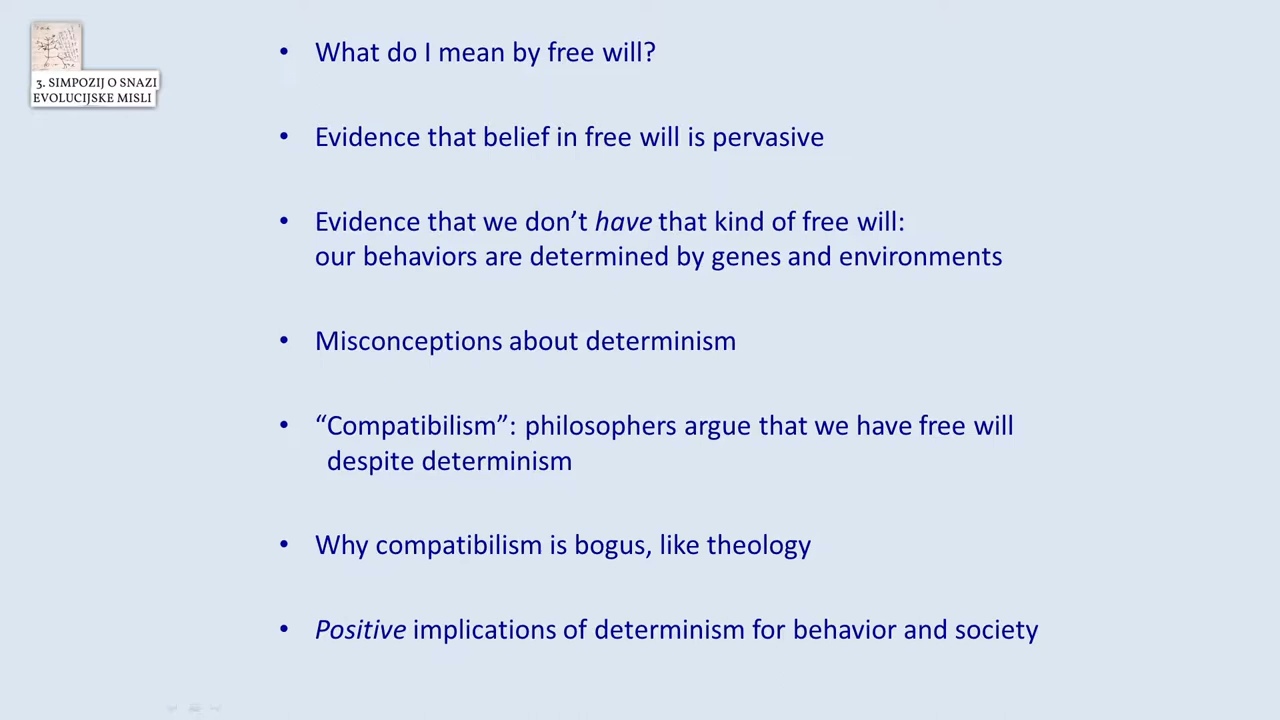 3. SIMPOZIJ O SNAZI
EVOLUCIJSKE MISLI
• What do I mean by free will?
• Evidence that belief in free will is pervasive
• Evidence that we don’t have that kind of free will:
our behaviors are determined by genes and environments
• Misconceptions about determinism
• “Compatibilism”: philosophers argue that we have free will
despite determinism
• Why compatibilism is bogus, like theology
• Positive implications of determinism for behavior and society